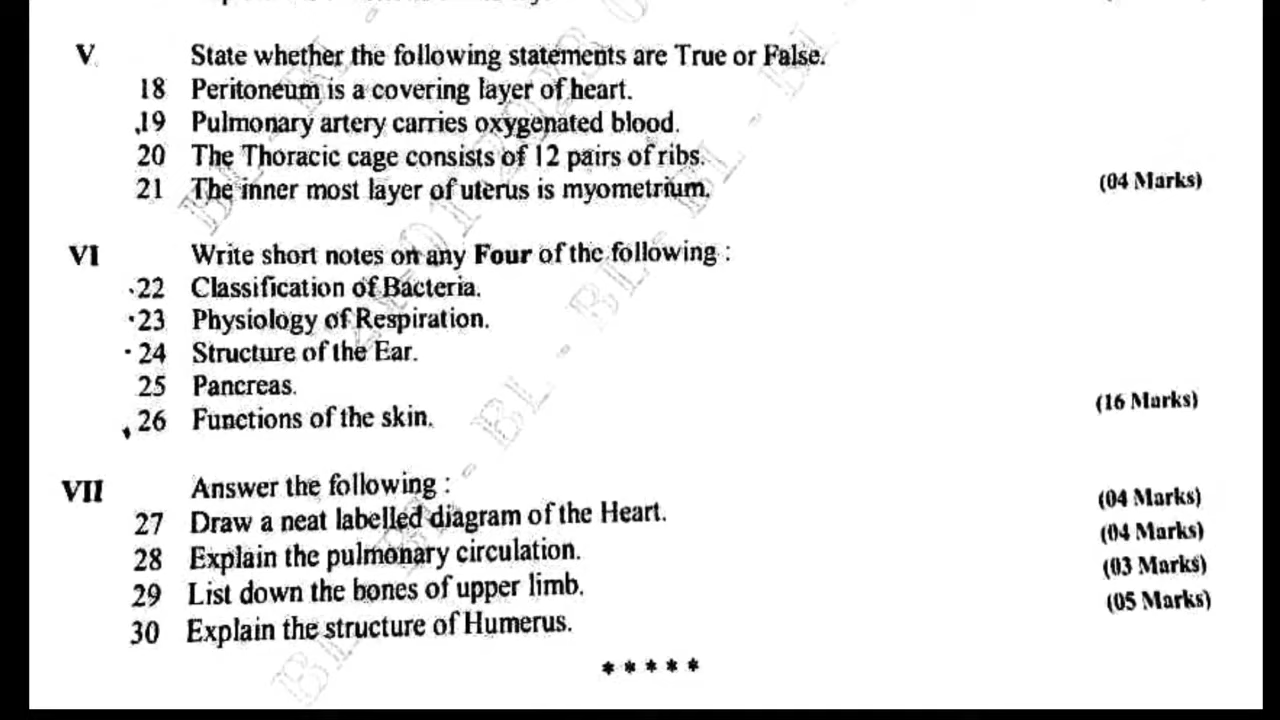 V. State whether the following statements are True or False.
18 Peritoneum is a covering layer of heart.
19 Pulmonary artery carries oxygenated blood.
20 The Thoracic cage consists of 12 pairs of ribs.
21 The inner most layer of uterus is myometrium. (04 Marks)
VI Write short notes on any Four of the following :
22 Classification of Bacteria.
23 Physiology of Respiration.
24 Structure of the Ear.
25 Pancreas.
26 Functions of the skin. (16 Marks)
VII Answer the following :
27 Draw a neat labelled diagram of the Heart. (04 Marks)
28 Explain the pulmonary circulation. (04 Marks)
29 List down the bones of upper limb. (03 Marks)
30 Explain the structure of Humerus. (05 Marks)
*****